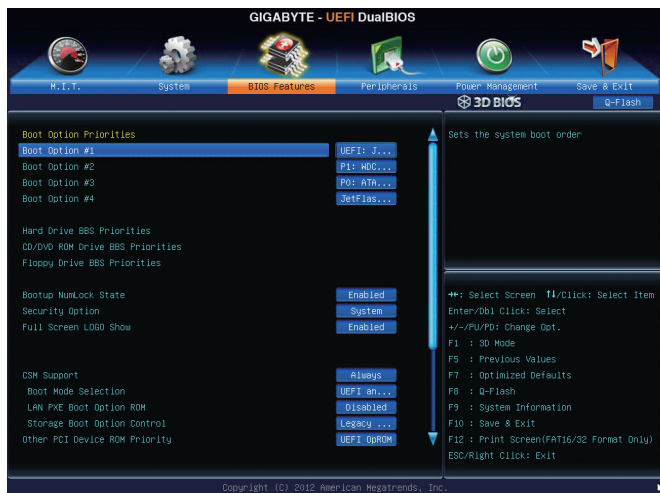 GIGABYTE - UEFI DualBIOS
M.I.T.
System
BIOS Features
Peripherals
Power Management
Save & Exit
3D BIOS
Q-Flash
Boot Option Priorities
Boot Option #1 UEFI: J...
Boot Option #2 P1: WDC...
Boot Option #3 P0: ATA...
Boot Option #4 JetFlas...
Hard Drive BBS Priorities
CD/DVD ROM Drive BBS Priorities
Floppy Drive BBS Priorities
Bootup NumLock State Enabled
Security Option System
Full Screen LOGO Show Enabled
CSM Support Always
Boot Mode Selection UEFI an...
LAN PXE Boot Option ROM Disabled
Storage Boot Option Control Legacy ...
Other PCI Device ROM Priority UEFI OpROM
Sets the system boot order
→←: Select Screen ↑↓/Click: Select Item
Enter/Dbl Click: Select
+/-/PU/PD: Change Opt.
F1 : 3D Mode
F5 : Previous Values
F7 : Optimized Defaults
F8 : Q-Flash
F9 : System Information
F10 : Save & Exit
F12 : Print Screen(FAT16/32 Format Only)
ESC/Right Click: Exit
Copyright (C) 2012 American Megatrends, Inc.